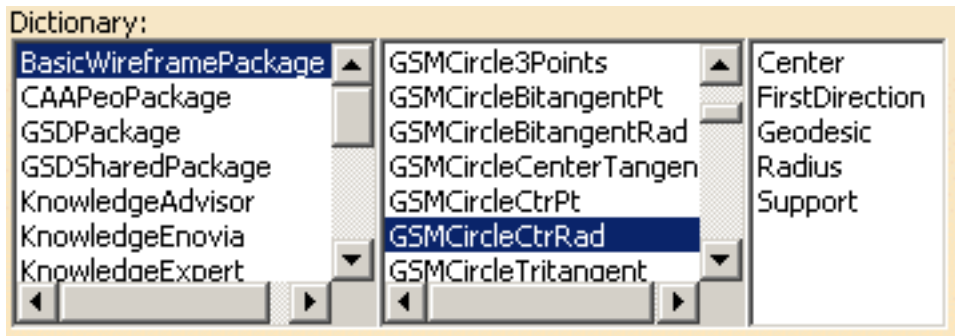 Dictionary:
BasicWireframePackage
CAAPeoPackage
GSDPackage
GSDSharedPackage
KnowledgeAdvisor
KnowledgeEnovia
KnowledgeExpert
GSMCircle3Points
GSMCircleBitangentPt
GSMCircleBitangentRad
GSMCircleCenterTangen
GSMCircleCtrPt
GSMCircleCtrRad
GSMCircleTritangent
Center
FirstDirection
Geodesic
Radius
Support